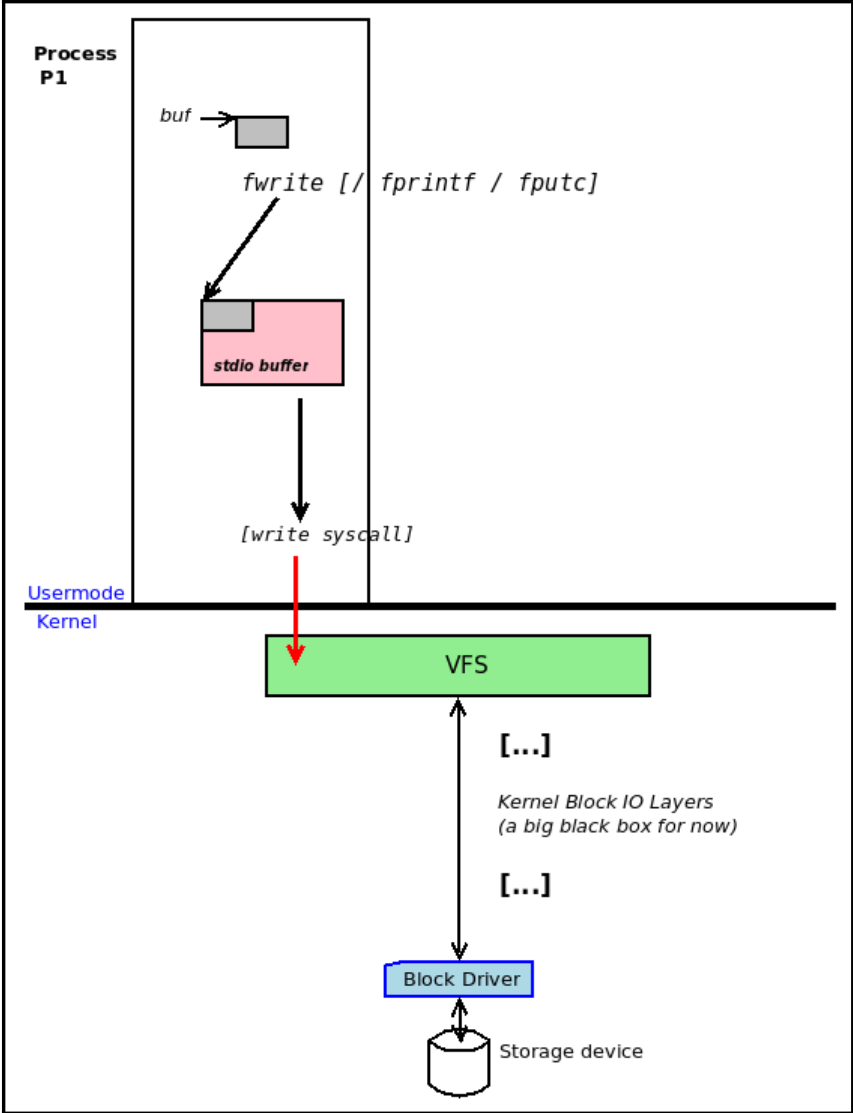 Process
P1
buf
fwrite [/ fprintf / fputc]
stdio buffer
[write syscall]
Usermode
Kernel
VFS
[...]
Kernel Block IO Layers
(a big black box for now)
[...]
Block Driver
Storage device